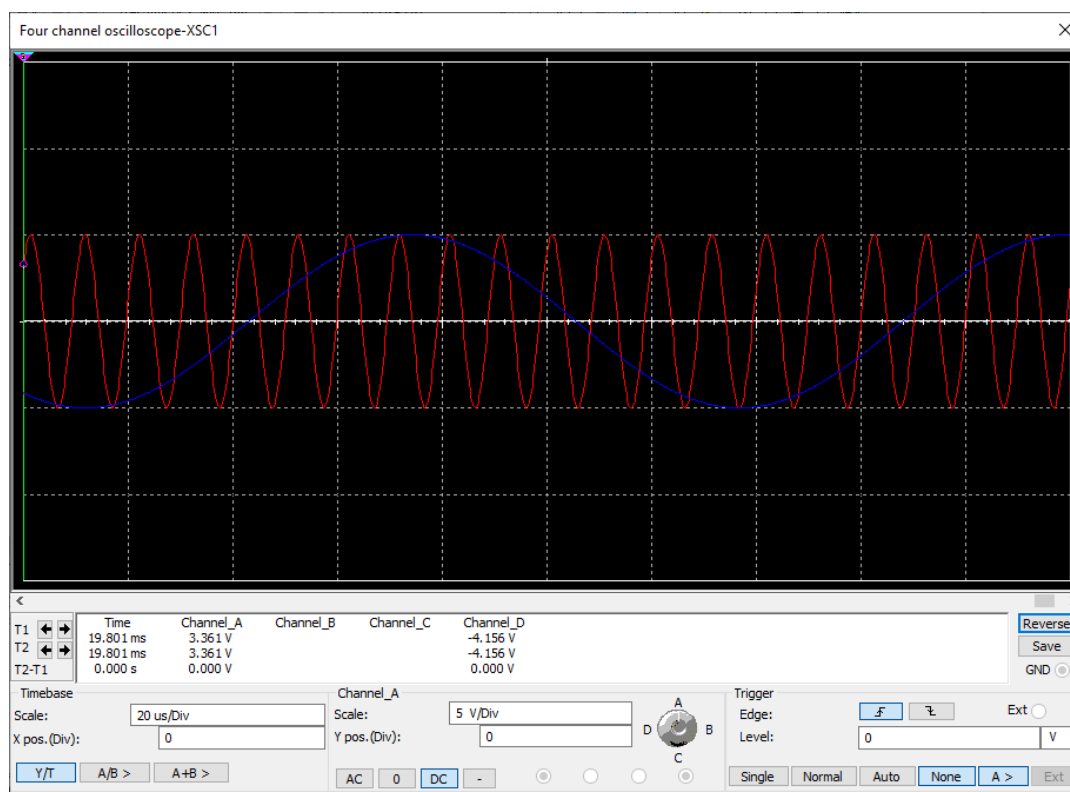 Four channel oscilloscope-XSC1
Time Channel_A Channel_B Channel_C Channel_D
T1 19.801 ms 3.361 V -4.156 V
T2 19.801 ms 3.361 V -4.156 V
T2-T1 0.000 s 0.000 V 0.000 V
Reverse
Save
GND
Timebase
Scale: 20 us/Div
X pos.(Div): 0
Y/T A/B > A+B >
Channel_A
Scale: 5 V/Div
Y pos.(Div): 0
AC 0 DC -
A
D B
C
Trigger
Edge: Ext
Level: 0 V
Single Normal Auto None A > Ext